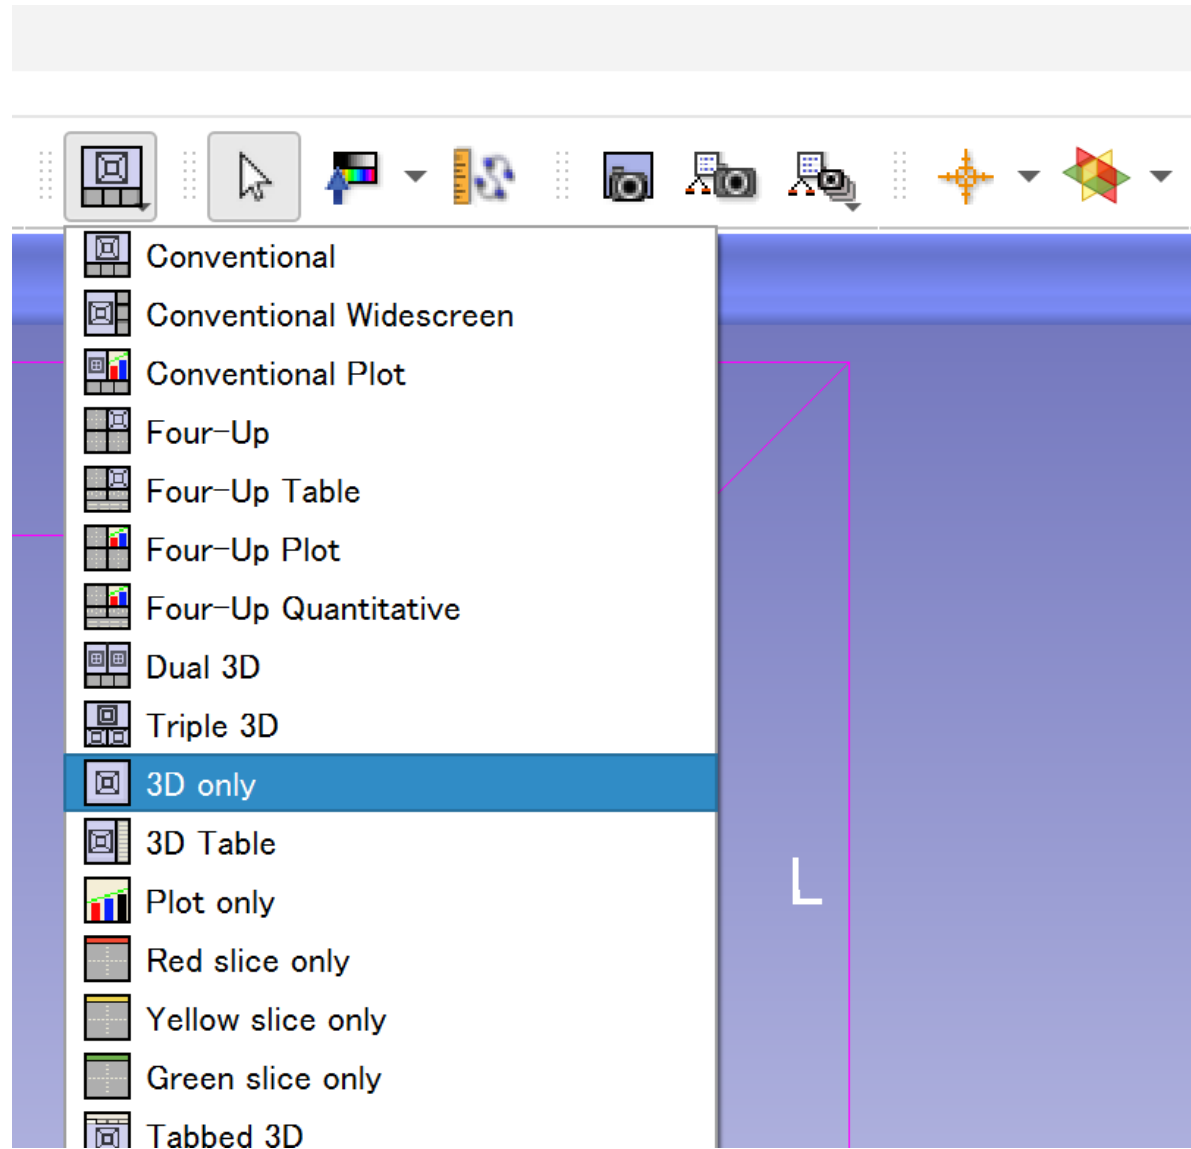 Conventional
Conventional Widescreen
Conventional Plot
Four-Up
Four-Up Table
Four-Up Plot
Four-Up Quantitative
Dual 3D
Triple 3D
3D only
3D Table
L
Plot only
Red slice only
Yellow slice only
Green slice only
Tabbed 3D